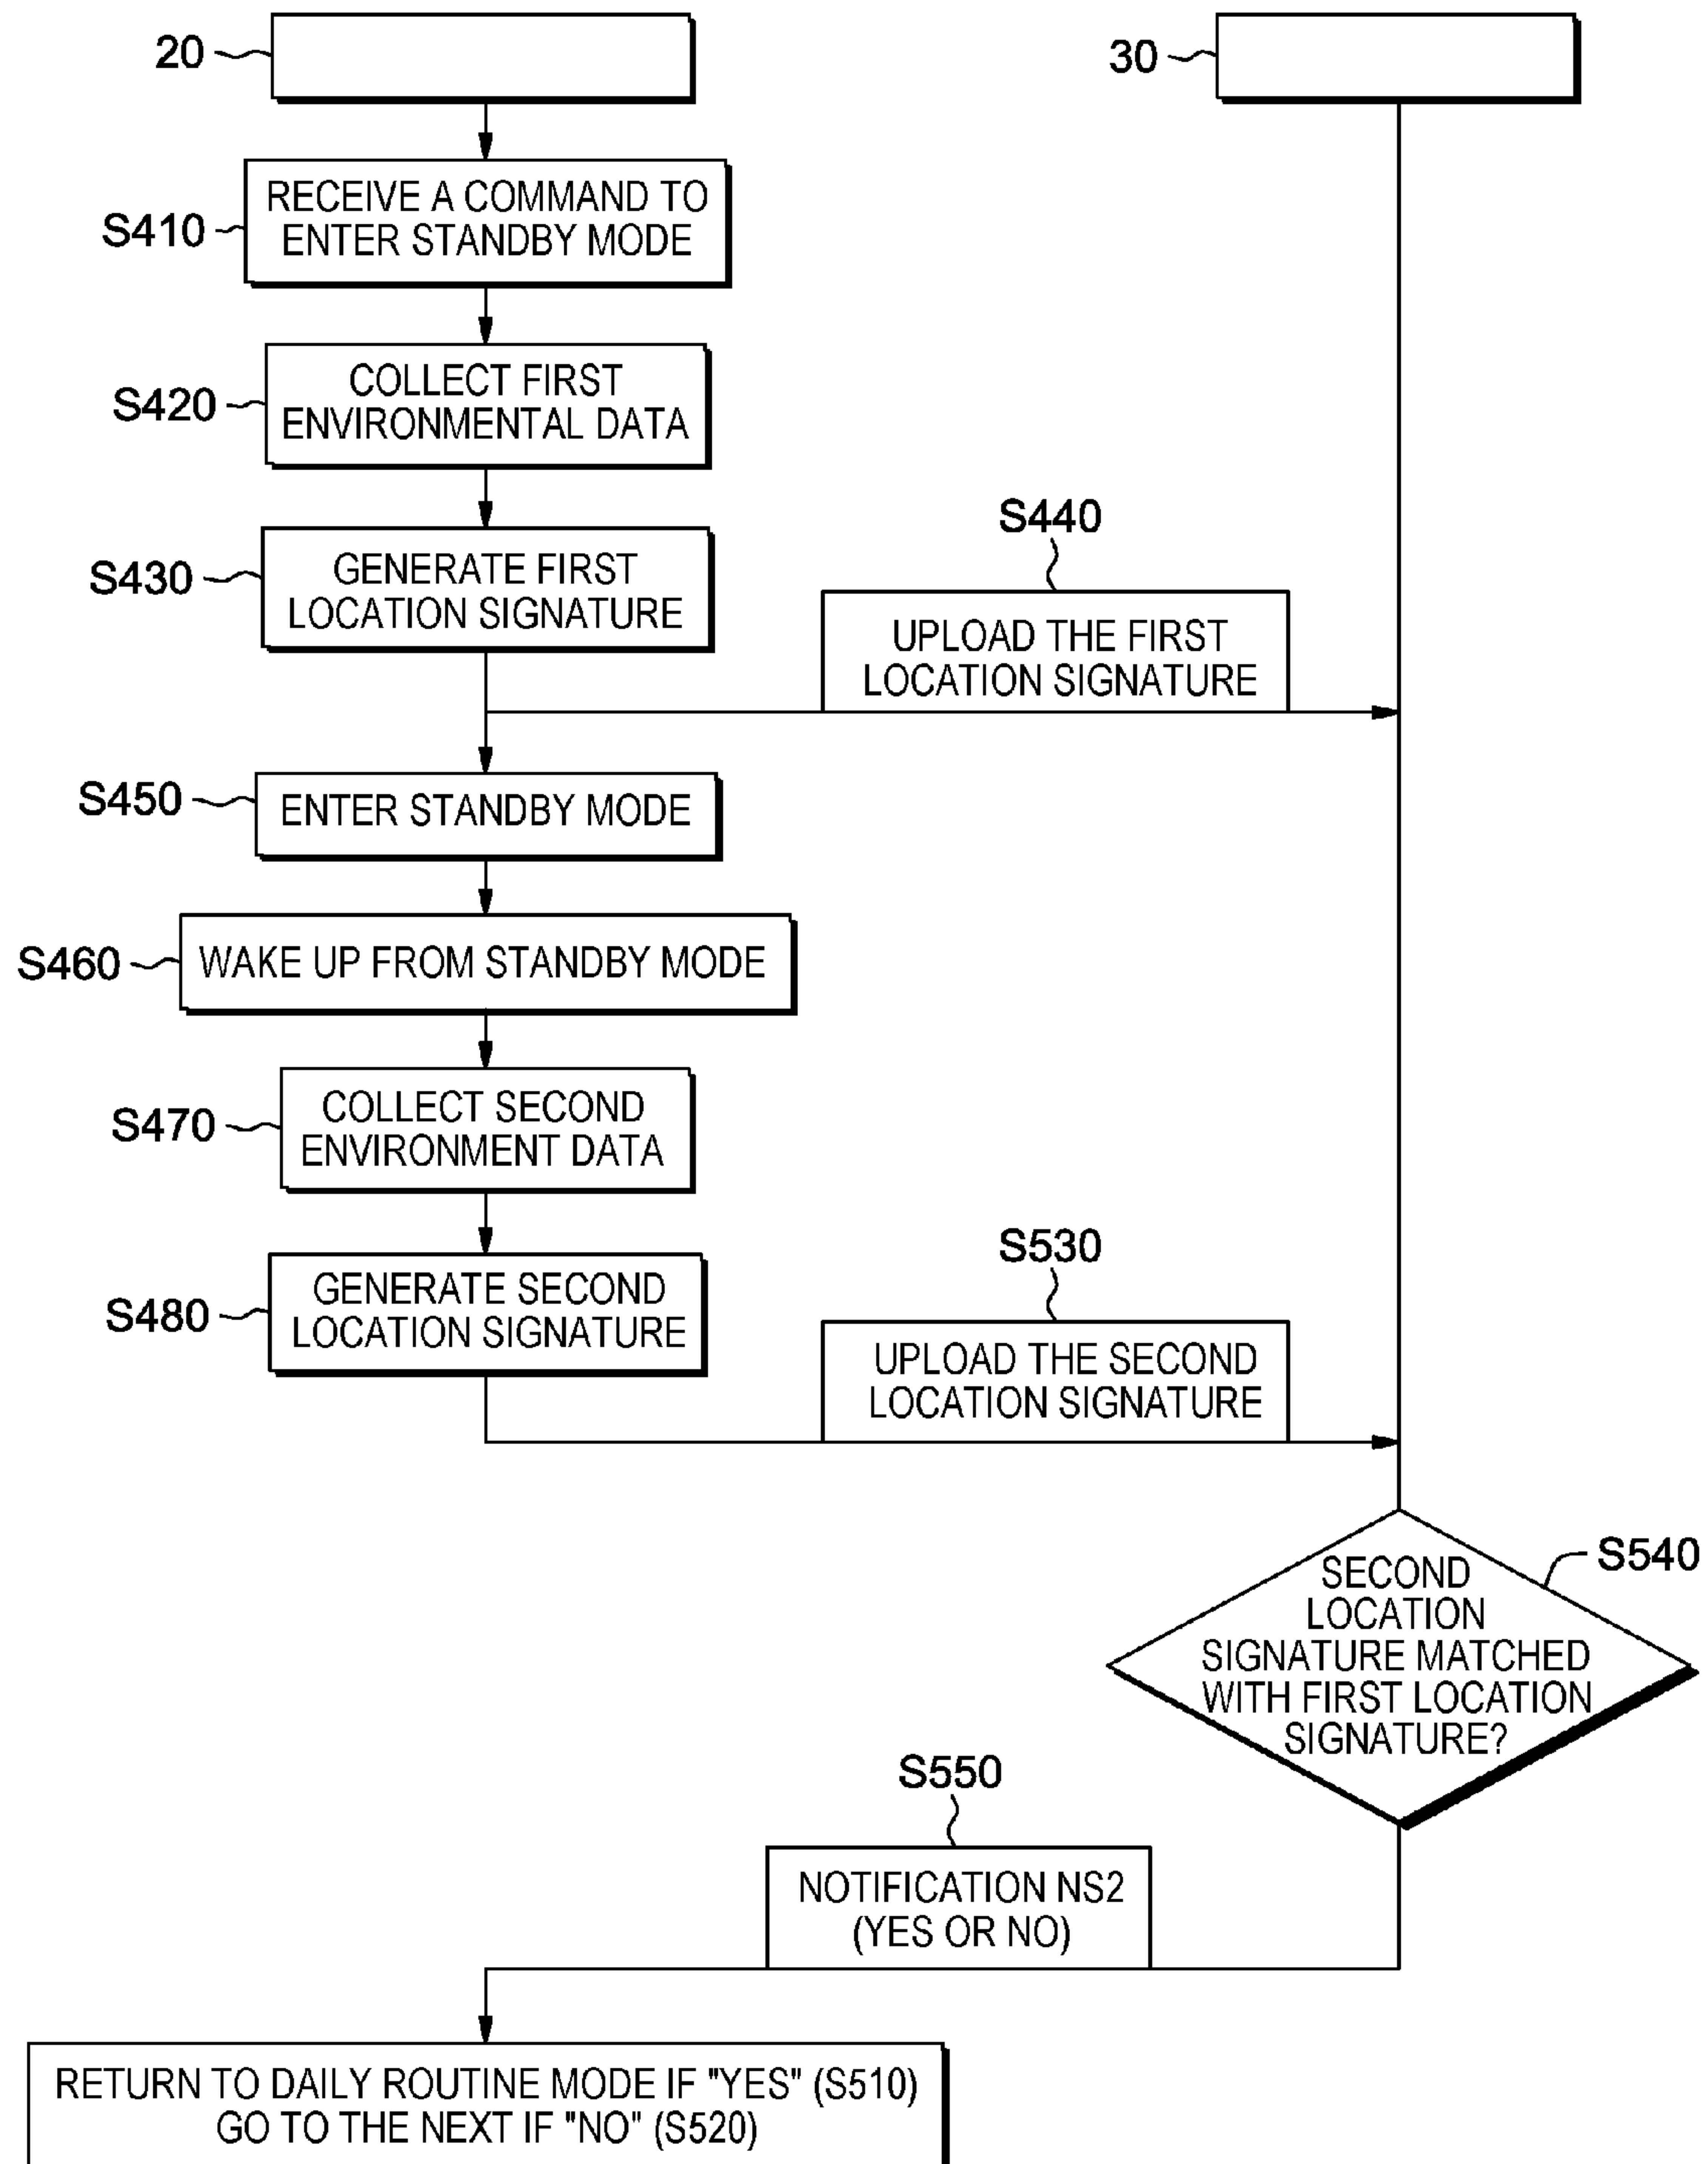 20
30
S410
RECEIVE A COMMAND TO
ENTER STANDBY MODE
S420
COLLECT FIRST
ENVIRONMENTAL DATA
S430
GENERATE FIRST
LOCATION SIGNATURE
S440
UPLOAD THE FIRST
LOCATION SIGNATURE
S450
ENTER STANDBY MODE
S460
WAKE UP FROM STANDBY MODE
S470
COLLECT SECOND
ENVIRONMENT DATA
S480
GENERATE SECOND
LOCATION SIGNATURE
S530
UPLOAD THE SECOND
LOCATION SIGNATURE
S540
SECOND
LOCATION
SIGNATURE MATCHED
WITH FIRST LOCATION
SIGNATURE?
S550
NOTIFICATION NS2
(YES OR NO)
RETURN TO DAILY ROUTINE MODE IF "YES" (S510)
GO TO THE NEXT IF "NO" (S520)